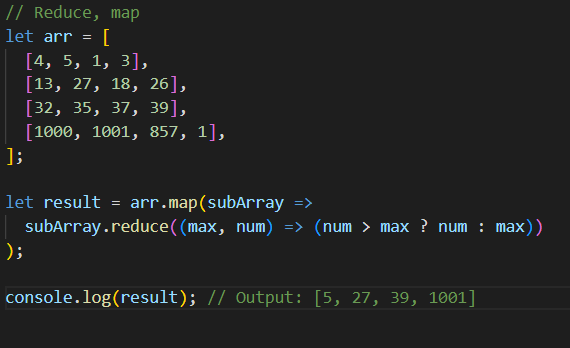 // Reduce, map
let arr = [
  [4, 5, 1, 3],
  [13, 27, 18, 26],
  [32, 35, 37, 39],
  [1000, 1001, 857, 1],
];

let result = arr.map(subArray =>
  subArray.reduce((max, num) => (num > max ? num : max))
);

console.log(result); // Output: [5, 27, 39, 1001]